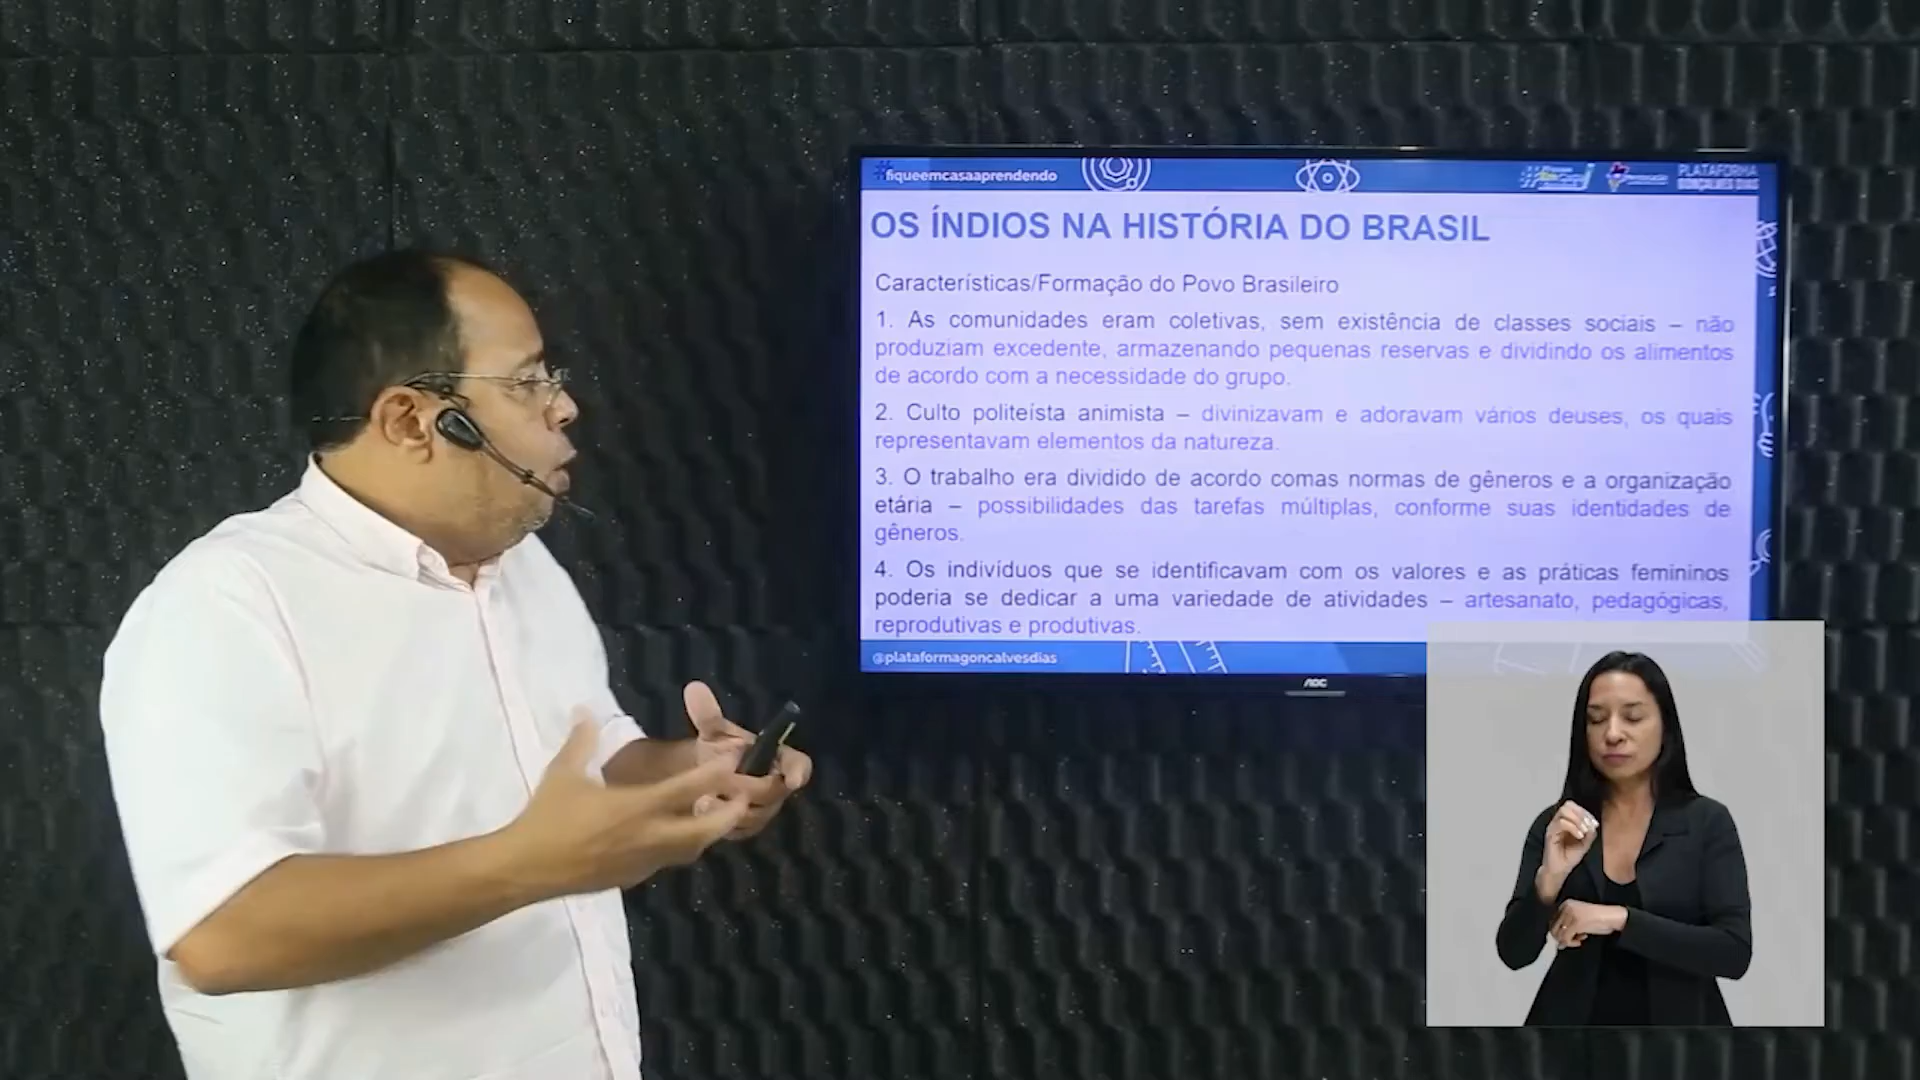 #fiqueemcasaaprendendo
PLATAFORMA
GONÇALVES DIAS
OS ÍNDIOS NA HISTÓRIA DO BRASIL
Características/Formação do Povo Brasileiro
1. As comunidades eram coletivas, sem existência de classes sociais – não
produziam excedente, armazenando pequenas reservas e dividindo os alimentos
de acordo com a necessidade do grupo.
2. Culto politeísta animista – divinizavam e adoravam vários deuses, os quais
representavam elementos da natureza.
3. O trabalho era dividido de acordo comas normas de gêneros e a organização
etária – possibilidades das tarefas múltiplas, conforme suas identidades de
gêneros.
4. Os indivíduos que se identificavam com os valores e as práticas femininos
poderia se dedicar a uma variedade de atividades – artesanato, pedagógicas,
reprodutivas e produtivas.
@plataformagoncalvesdias
AOC